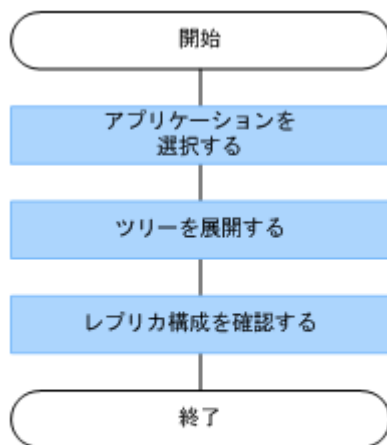 開始
アプリケーションを
選択する
ツリーを展開する
レプリカ構成を確認する
終了